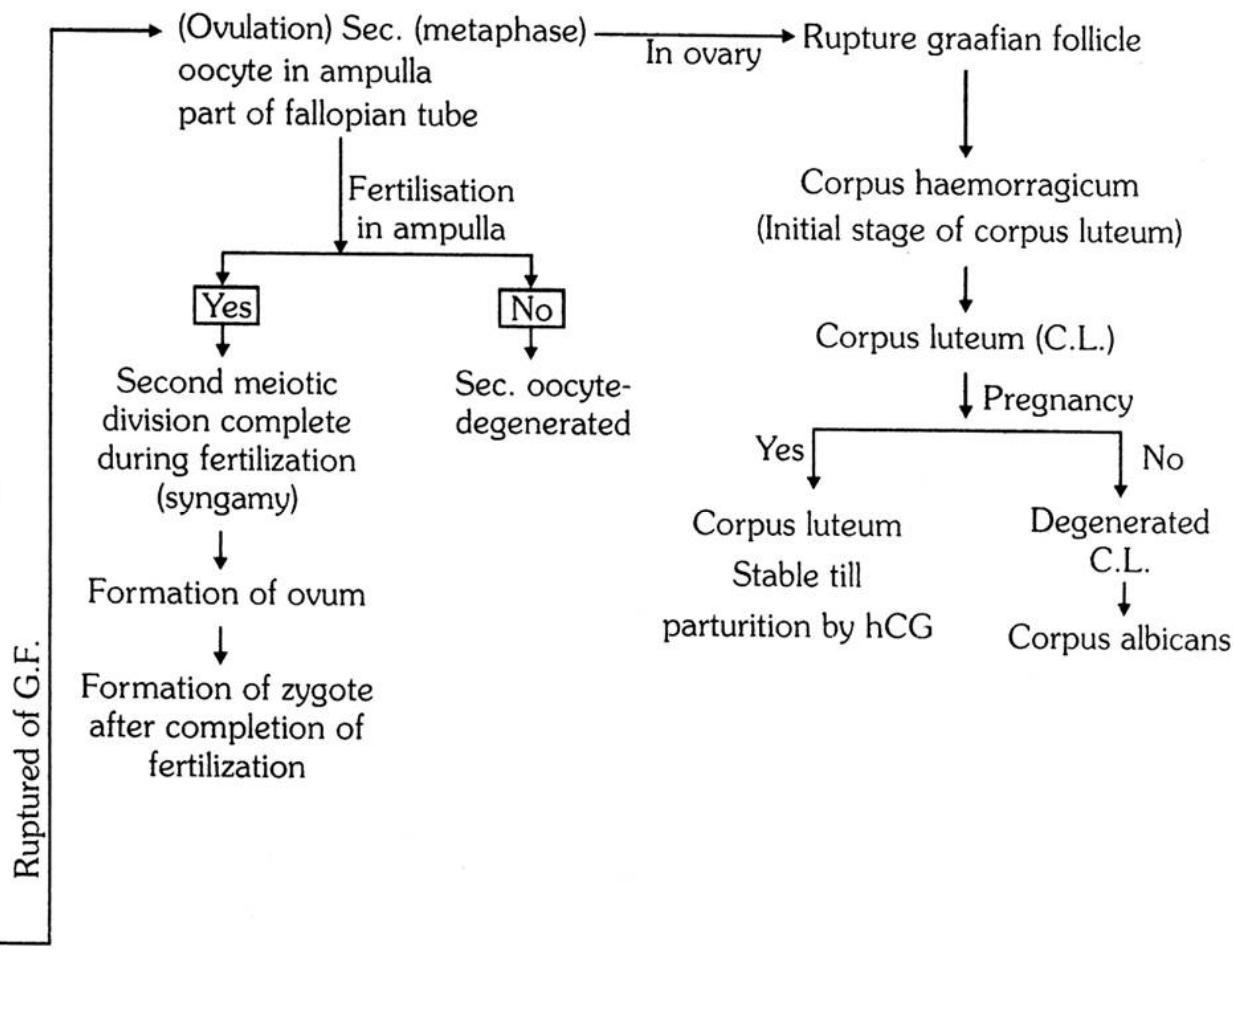 (Ovulation) Sec. (metaphase)
oocyte in ampulla
part of fallopian tube
In ovary
Rupture graafian follicle
Fertilisation
in ampulla
Yes
No
Second meiotic
division complete
during fertilization
(syngamy)
Sec. oocyte-
degenerated
Formation of ovum
Formation of zygote
after completion of
fertilization
Corpus haemorragicum
(Initial stage of corpus luteum)
Corpus luteum (C.L.)
Pregnancy
Yes
No
Corpus luteum
Stable till
parturition by hCG
Degenerated
C.L.
Corpus albicans
Ruptured of G.F.